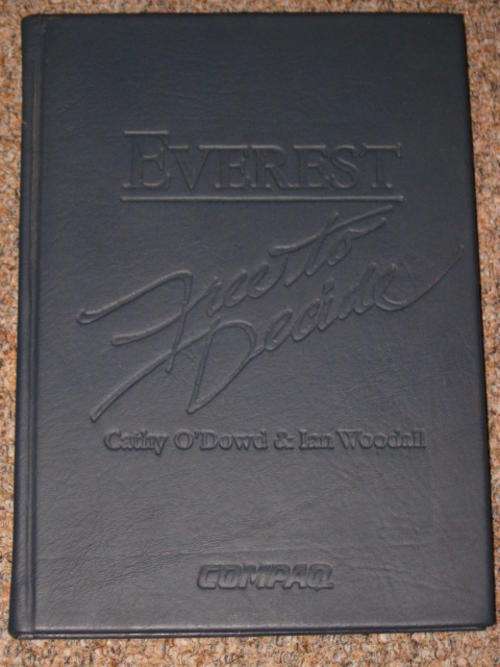 EVEREST
Free to
Decide
Cathy O'Dowd & Ian Woodall
COMPAQ